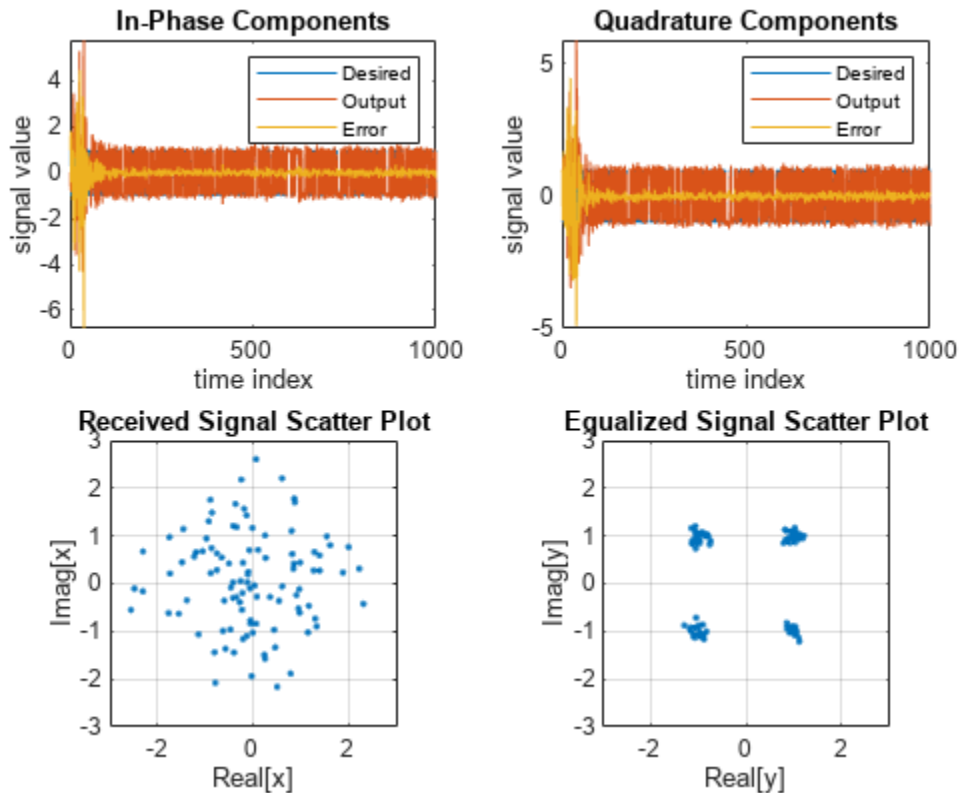 In-Phase Components
4
2
0
-2
-4
-6
signal value
Desired
Output
Error
0
500
1000
time index
Quadrature Components
5
0
-5
signal value
Desired
Output
Error
0
500
1000
time index
Received Signal Scatter Plot
3
2
1
0
-1
-2
-3
Imag[x]
-2
0
2
Real[x]
Equalized Signal Scatter Plot
3
2
1
0
-1
-2
-3
Imag[y]
-2
0
2
Real[y]